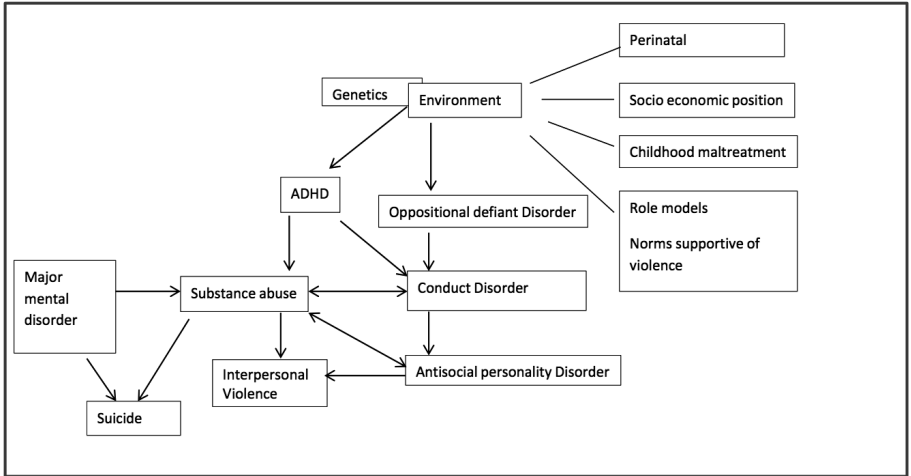 Perinatal
Genetics
Environment
Socio economic position
Childhood maltreatment
ADHD
Oppositional defiant Disorder
Role models
Norms supportive of
violence
Major
mental
disorder
Substance abuse
Conduct Disorder
Interpersonal
Violence
Antisocial personality Disorder
Suicide